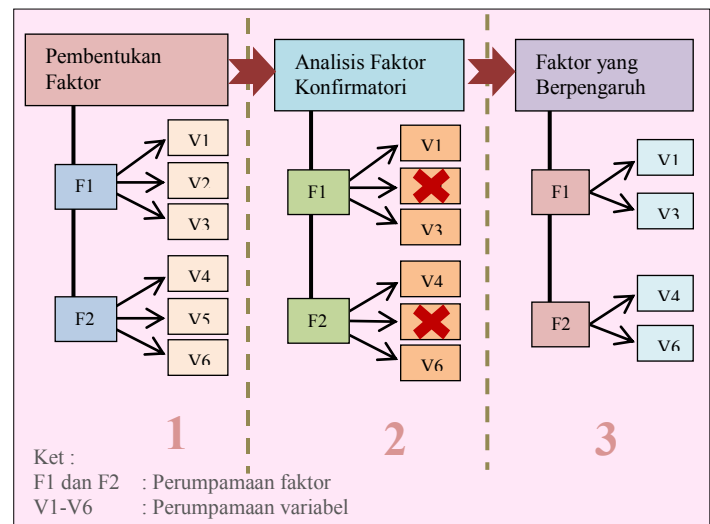 Pembentukan
Faktor
F1
V1
V2
V3
F2
V4
V5
V6
1
Analisis Faktor
Konfirmatori
F1
V1
V3
F2
V4
V6
2
Faktor yang
Berpengaruh
F1
V1
V3
F2
V4
V6
3
Ket :
F1 dan F2 : Perumpamaan faktor
V1-V6 : Perumpamaan variabel